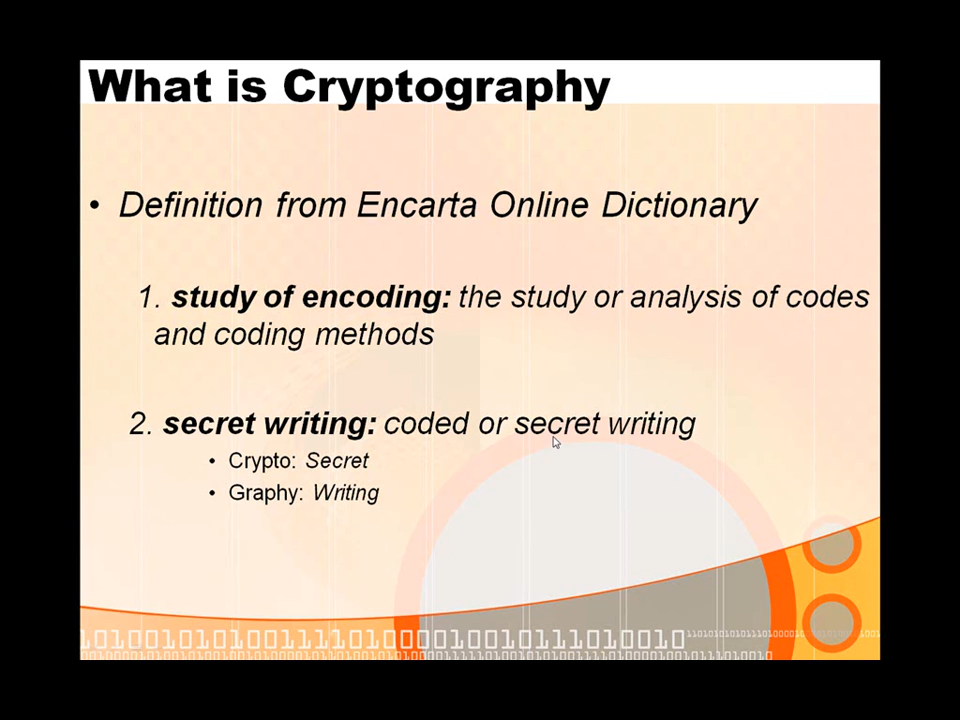 What is Cryptography
• Definition from Encarta Online Dictionary
1. study of encoding: the study or analysis of codes
and coding methods
2. secret writing: coded or secret writing
• Crypto: Secret
• Graphy: Writing